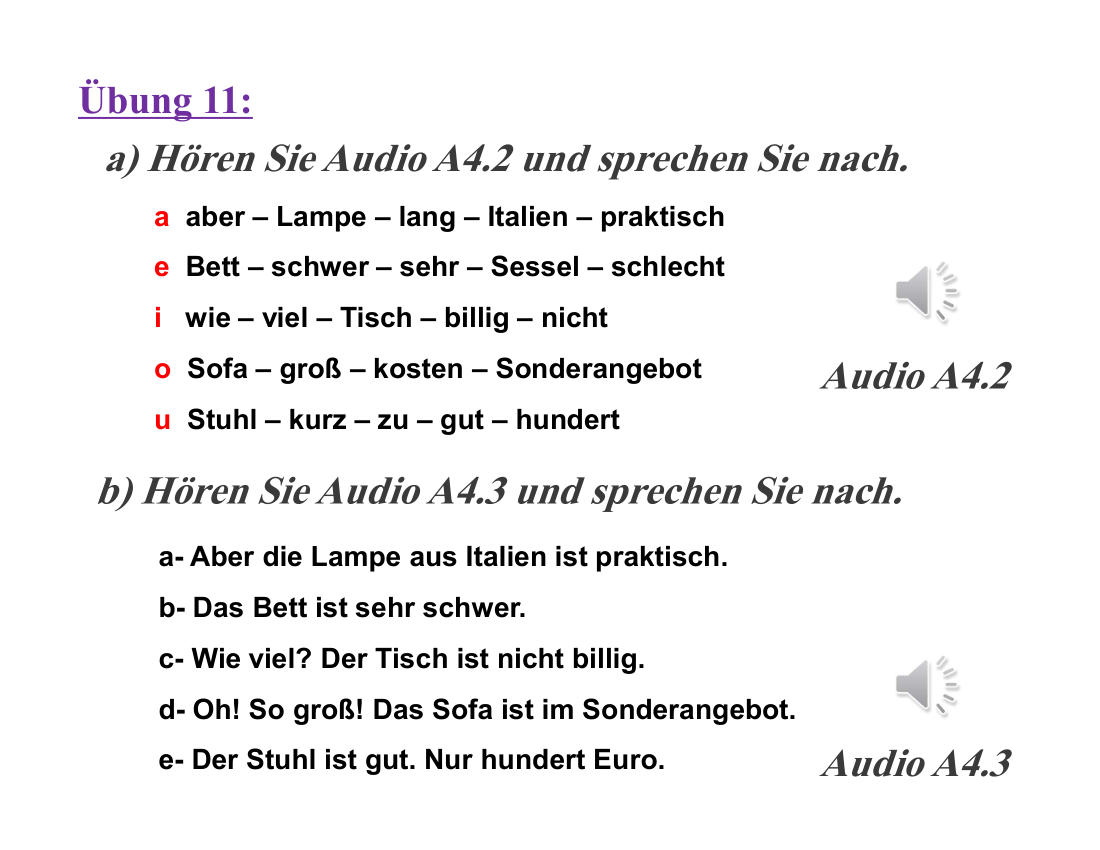 Übung 11:
a) Hören Sie Audio A4.2 und sprechen Sie nach.
a aber – Lampe – lang – Italien – praktisch
e Bett – schwer – sehr – Sessel – schlecht
i wie – viel – Tisch – billig – nicht
o Sofa – groß – kosten – Sonderangebot
Audio A4.2
u Stuhl – kurz – zu – gut – hundert
b) Hören Sie Audio A4.3 und sprechen Sie nach.
a- Aber die Lampe aus Italien ist praktisch.
b- Das Bett ist sehr schwer.
c- Wie viel? Der Tisch ist nicht billig.
d- Oh! So groß! Das Sofa ist im Sonderangebot.
e- Der Stuhl ist gut. Nur hundert Euro.
Audio A4.3